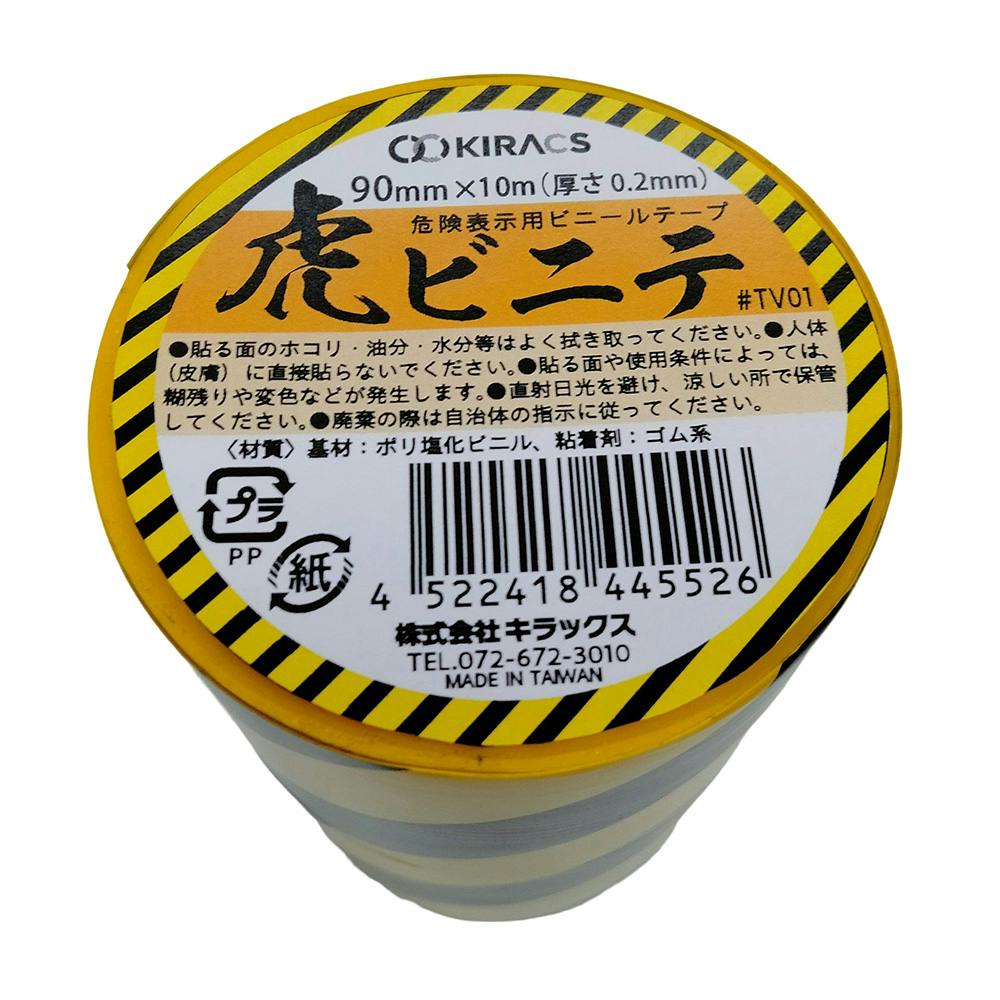 KIRACS
90mm×10m(厚さ0.2mm)
危険表示用ビニールテープ
虎ビニテ
#TV01
●貼る面のホコリ・油分・水分等はよく拭き取ってください。●人体
(皮膚)に直接貼らないでください。●貼る面や使用条件によっては、
糊残りや変色などが発生します。●直射日光を避け、涼しい所で保管
してください。●廃棄の際は自治体の指示に従ってください。
〈材質〉基材:ポリ塩化ビニル、粘着剤:ゴム系
プラ
PP
紙
4 522418 445526
株式会社キラックス
TEL.072-672-3010
MADE IN TAIWAN